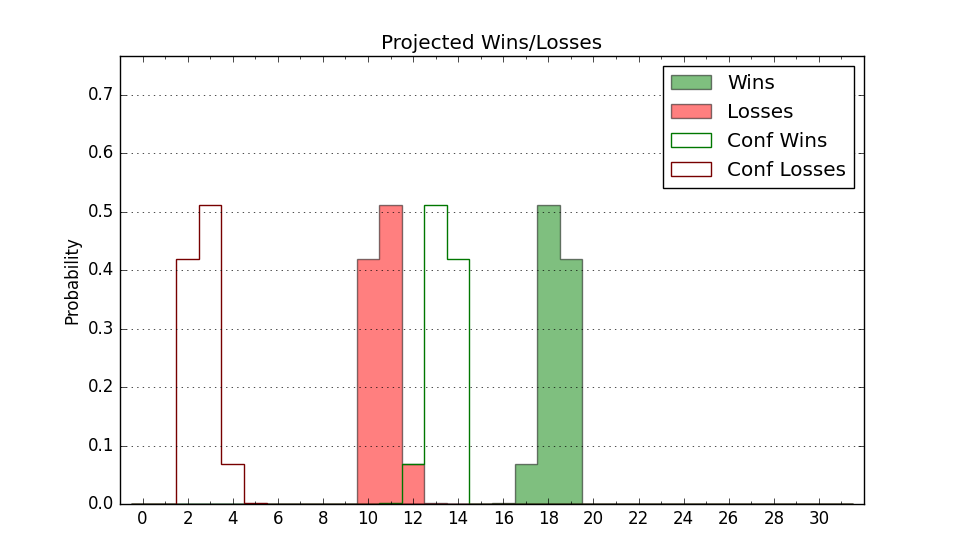 Projected Wins/Losses
Wins
Losses
Conf Wins
Conf Losses
Probability
0.7
0.6
0.5
0.4
0.3
0.2
0.1
0.0
0 2 4 6 8 10 12 14 16 18 20 22 24 26 28 30